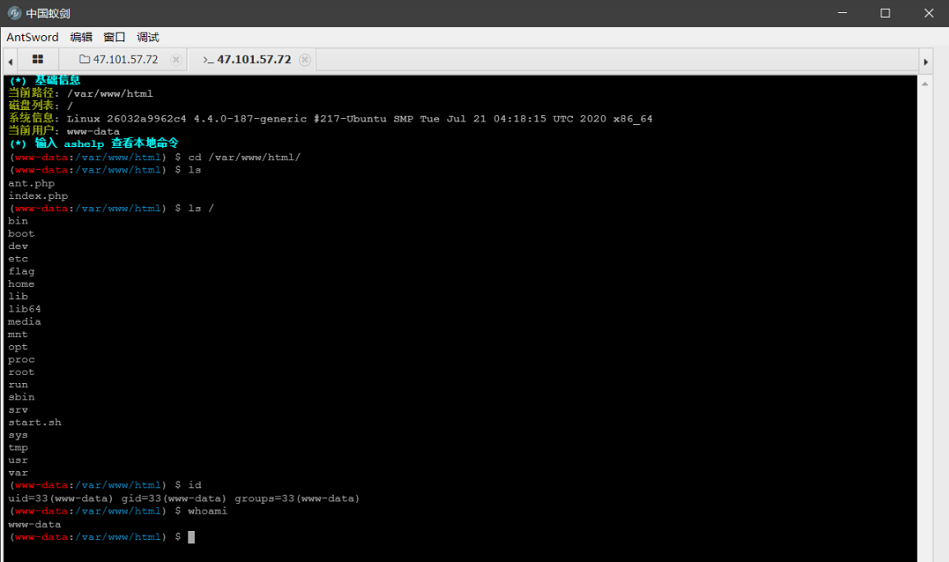 中国蚁剑
AntSword 编辑 窗口 调试
47.101.57.72 >_ 47.101.57.72
(*) 基础信息
当前路径: /var/www/html
磁盘列表: /
系统信息: Linux 26032a9962c4 4.4.0-187-generic #217-Ubuntu SMP Tue Jul 21 04:18:15 UTC 2020 x86_64
当前用户: www-data
(*) 输入 ashelp 查看本地命令
(www-data:/var/www/html) $ cd /var/www/html/
(www-data:/var/www/html) $ ls
ant.php
index.php
(www-data:/var/www/html) $ ls /
bin
boot
dev
etc
flag
home
lib
lib64
media
mnt
opt
proc
root
run
sbin
srv
start.sh
sys
tmp
usr
var
(www-data:/var/www/html) $ id
uid=33(www-data) gid=33(www-data) groups=33(www-data)
(www-data:/var/www/html) $ whoami
www-data
(www-data:/var/www/html) $